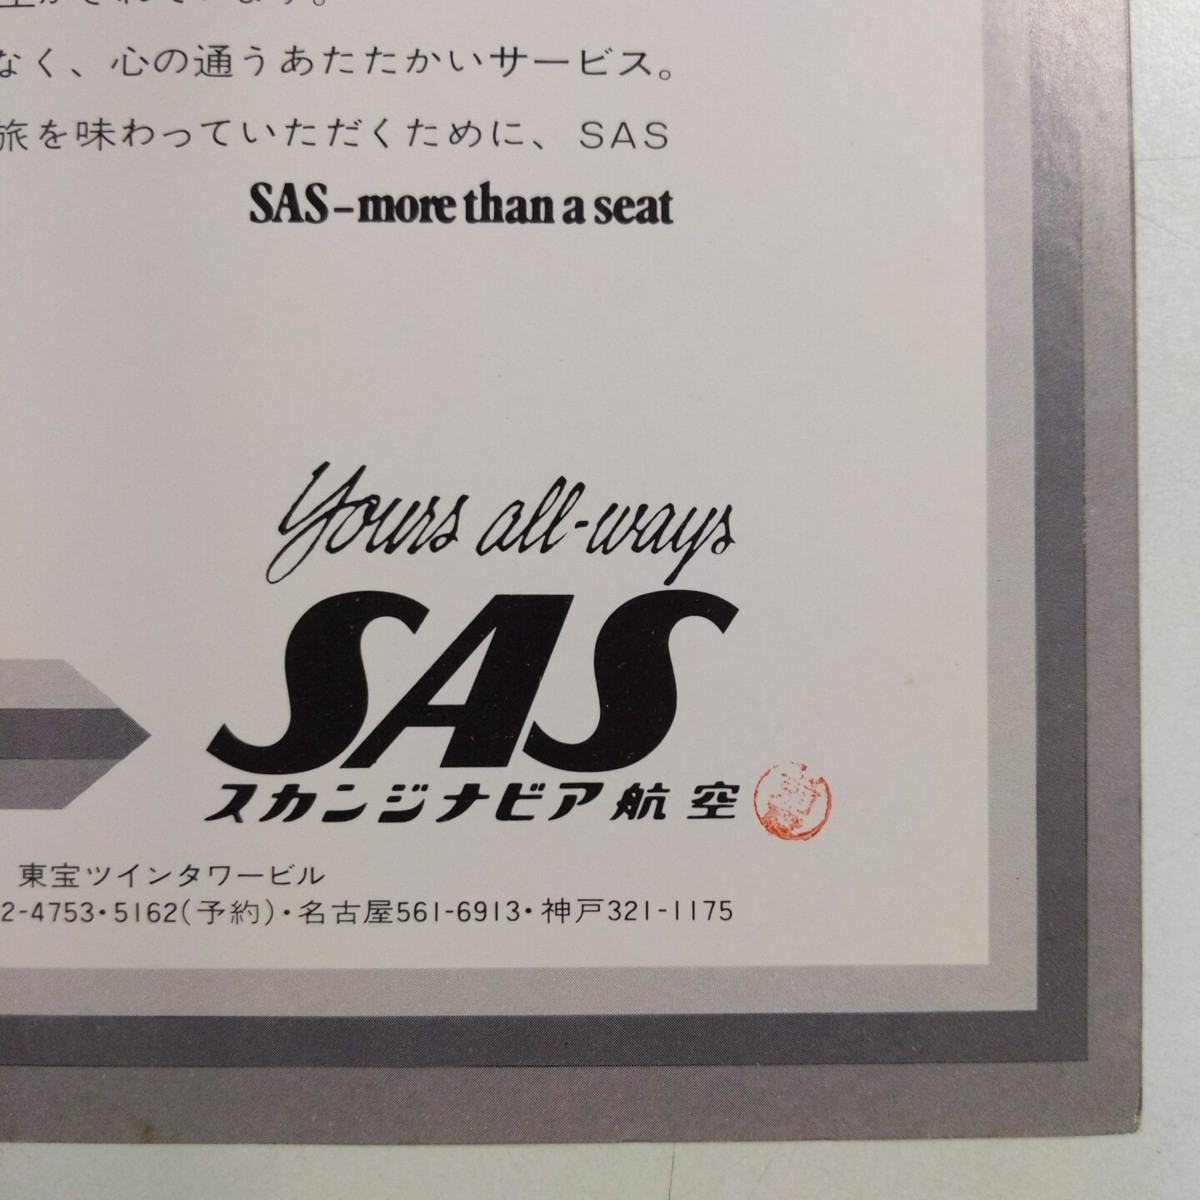 なく、心の通うあたたかいサービス。
旅を味わっていただくために、SAS
SAS-more than a seat
Yours all-ways
SAS
スカンジナビア航空
東宝ツインタワービル
2-4753・5162(予約)・名古屋561-6913・神戸321-1175